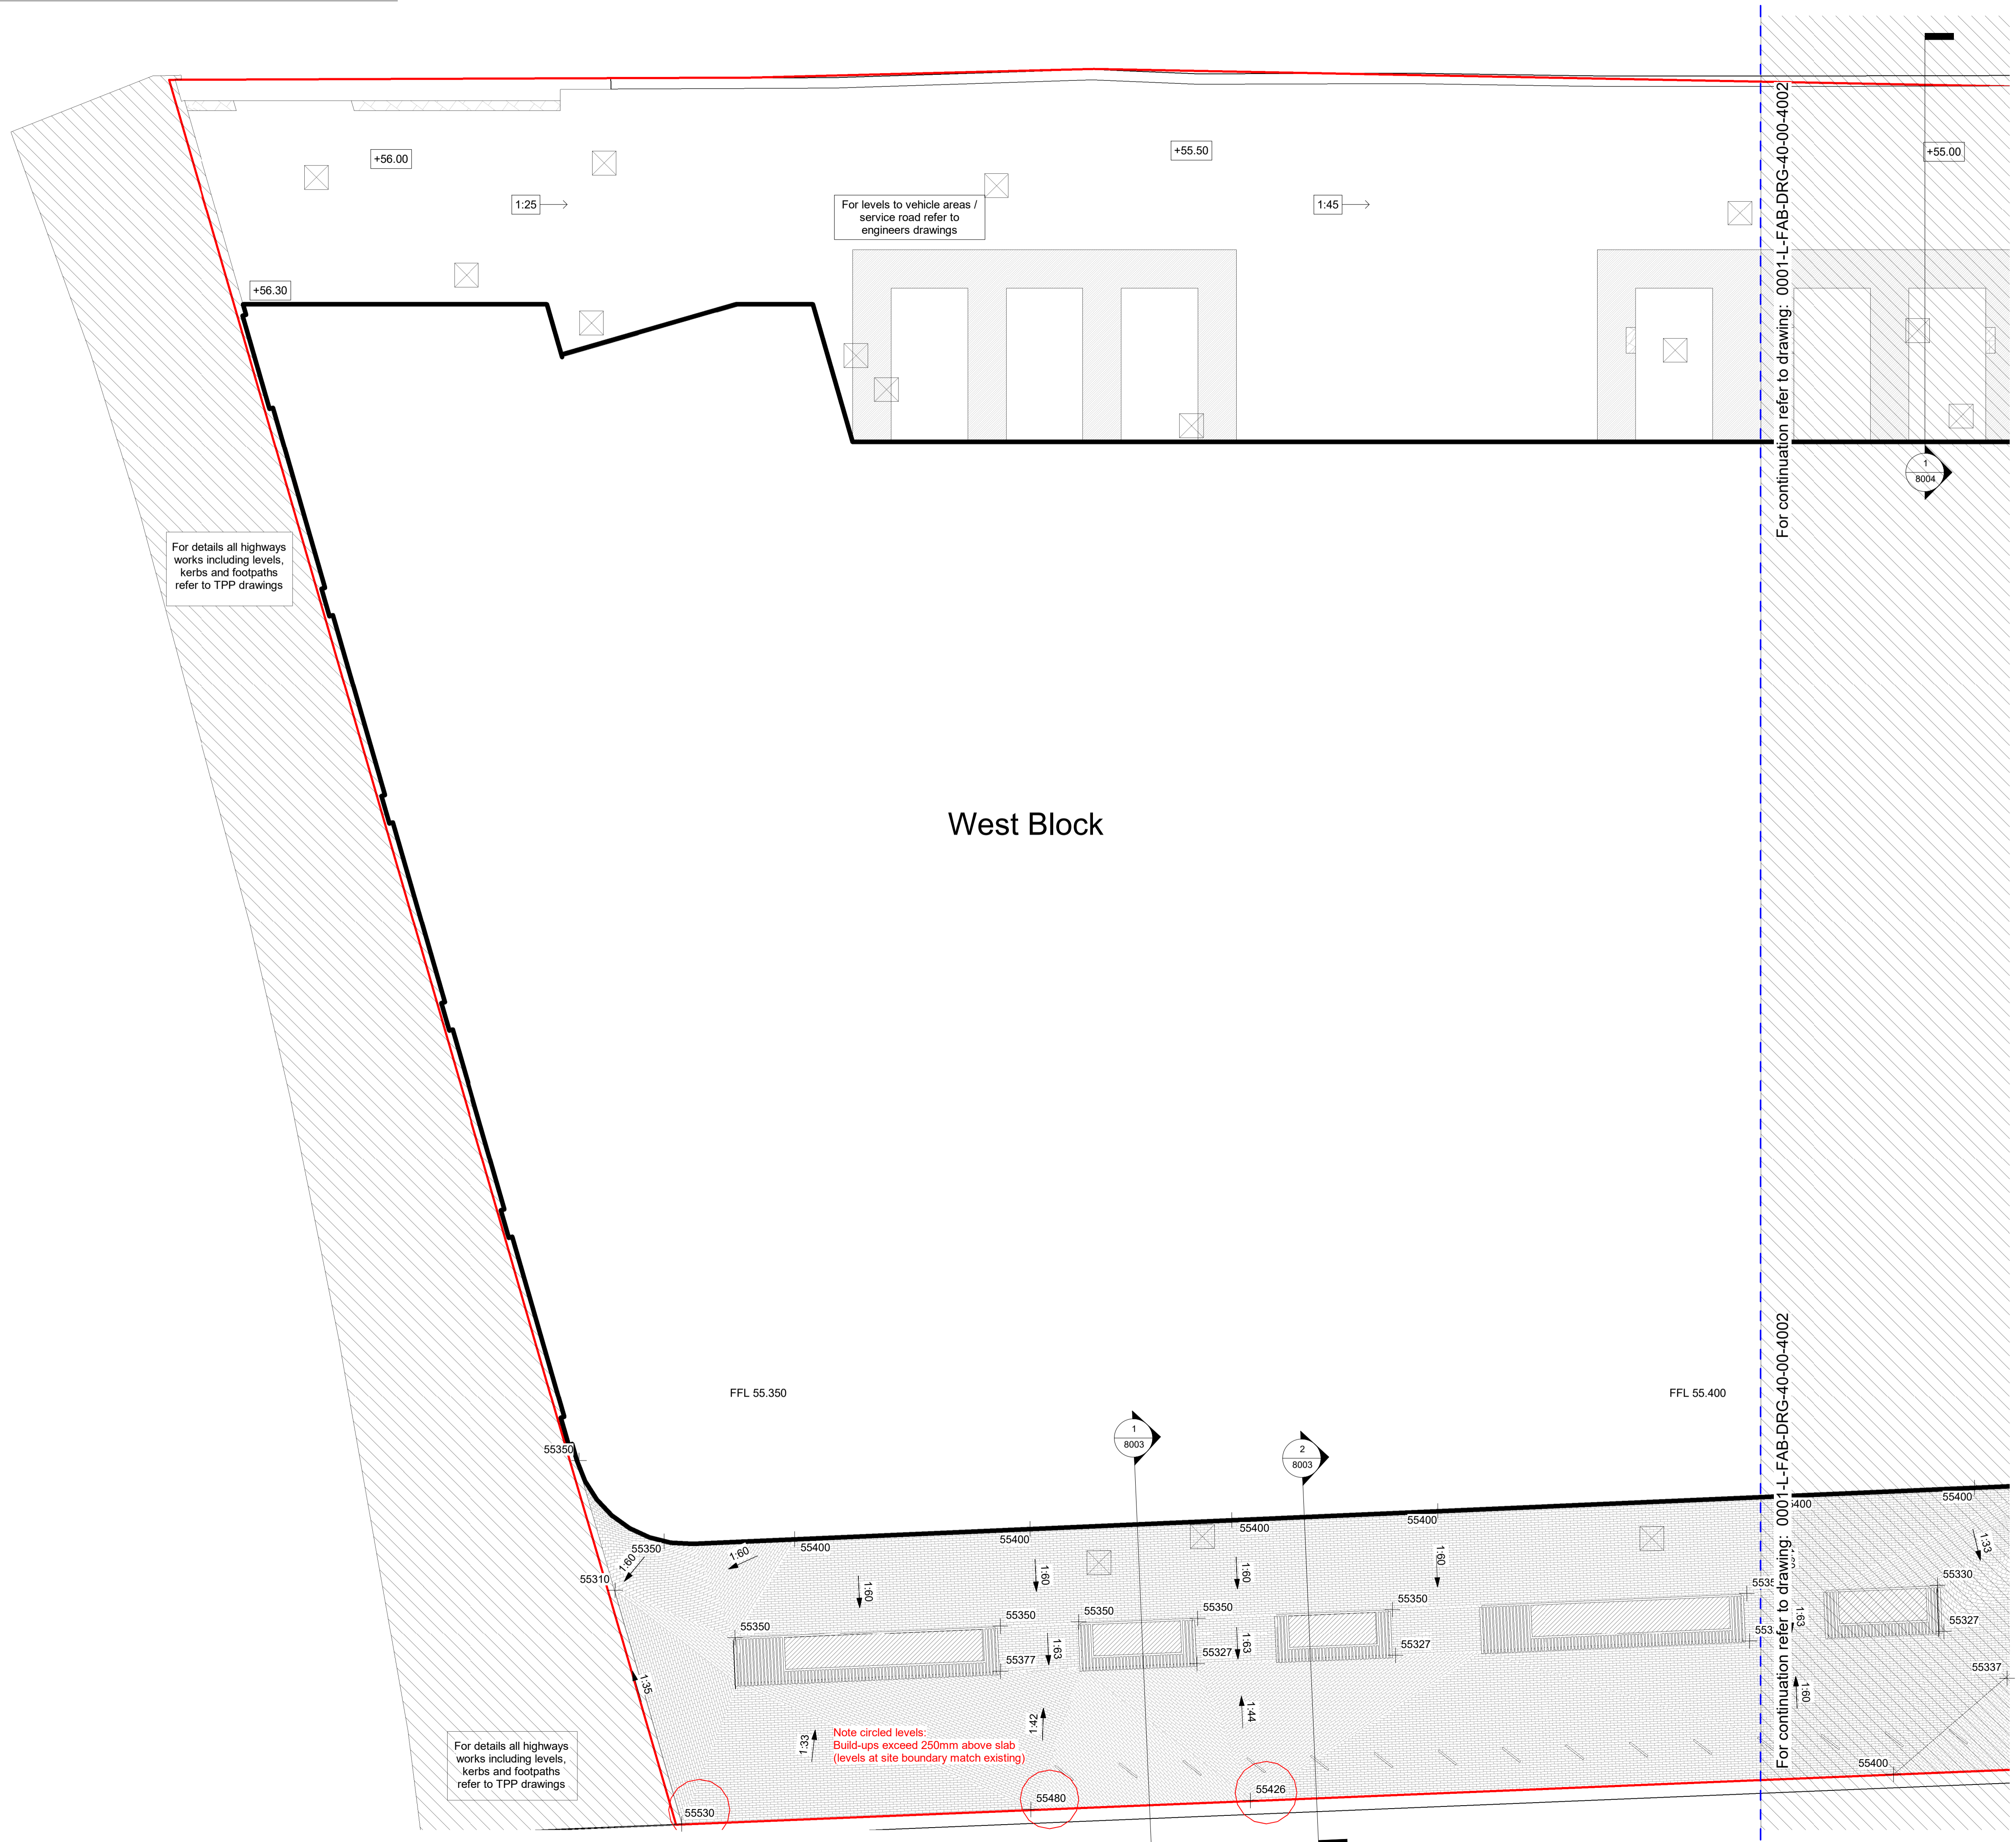 +56.00
+55.50
+55.00
1:25
1:45
For levels to vehicle areas /
service road refer to
engineers drawings
+56.30
For continuation refer to drawing: 0001-L-FAB-DRG-40-00-4002
1
8004
For details all highways
works including levels,
kerbs and footpaths
refer to TPP drawings
West Block
FFL 55.350
FFL 55.400
For continuation refer to drawing: 0001-L-FAB-DRG-40-00-4002
1
8003
2
8003
55350
55350
55400
55400
55400
55400
55400
1:60
1:60
1:60
1:60
1:60
1:60
1:33
55310
55350
55350
55350
55350
55350
55330
1:63
1:63
1:63
55377
55327
55327
55327
55337
1:35
1:33
1:42
1:44
1:60
Note circled levels:
Build-ups exceed 250mm above slab
(levels at site boundary match existing)
For details all highways
works including levels,
kerbs and footpaths
refer to TPP drawings
55530
55480
55426
55400